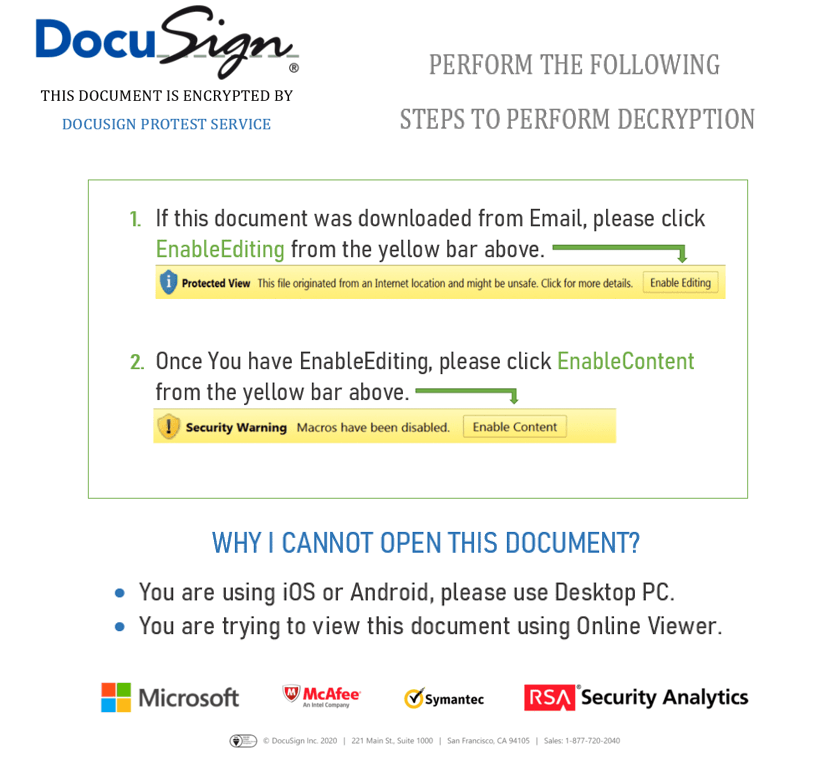 DocuSign®
THIS DOCUMENT IS ENCRYPTED BY
DOCUSIGN PROTEST SERVICE
PERFORM THE FOLLOWING
STEPS TO PERFORM DECRYPTION
1. If this document was downloaded from Email, please click
EnableEditing from the yellow bar above.
Protected View This file originated from an Internet location and might be unsafe. Click for more details. Enable Editing
2. Once You have EnableEditing, please click EnableContent
from the yellow bar above.
Security Warning Macros have been disabled. Enable Content
WHY I CANNOT OPEN THIS DOCUMENT?
• You are using iOS or Android, please use Desktop PC.
• You are trying to view this document using Online Viewer.
Microsoft
McAfee™
An Intel Company
Symantec
RSA® Security Analytics
© DocuSign Inc. 2020 | 221 Main St., Suite 1000 | San Francisco, CA 94105 | Sales: 1-877-720-2040